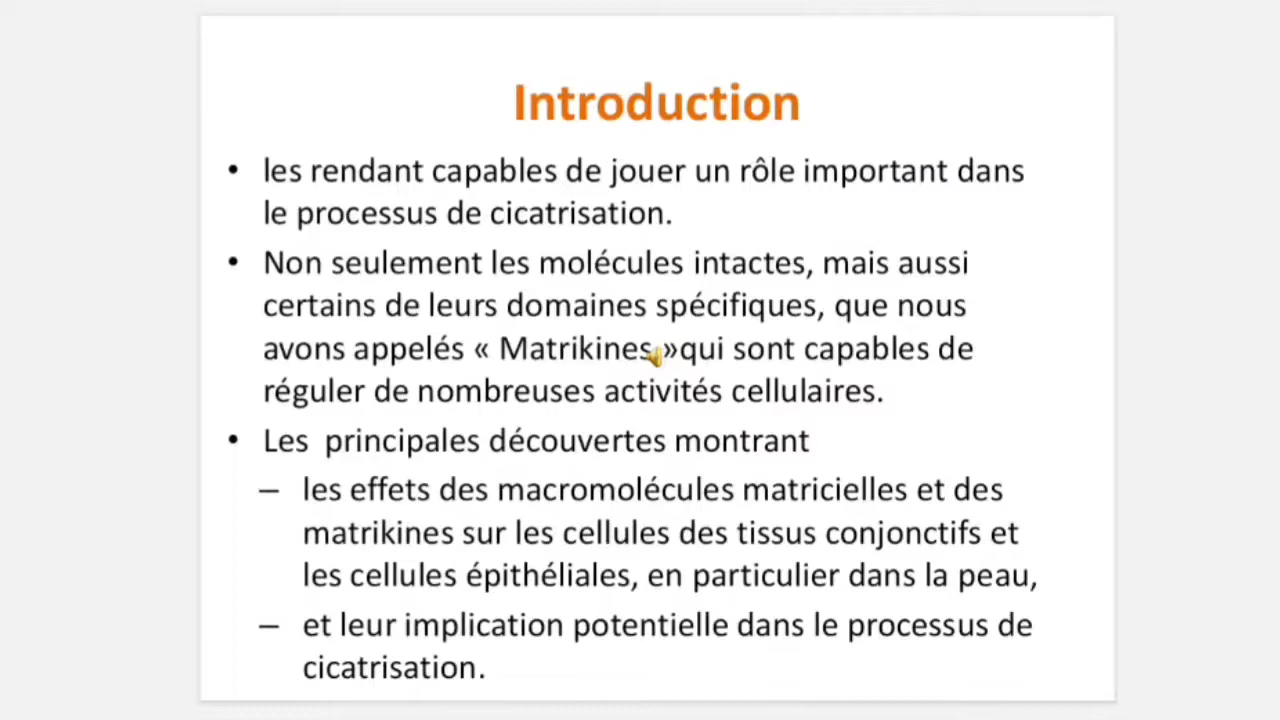 Introduction
• les rendant capables de jouer un rôle important dans
le processus de cicatrisation.
• Non seulement les molécules intactes, mais aussi
certains de leurs domaines spécifiques, que nous
avons appelés « Matrikines »qui sont capables de
réguler de nombreuses activités cellulaires.
• Les  principales découvertes montrant
– les effets des macromolécules matricielles et des
matrikines sur les cellules des tissus conjonctifs et
les cellules épithéliales, en particulier dans la peau,
– et leur implication potentielle dans le processus de
cicatrisation.